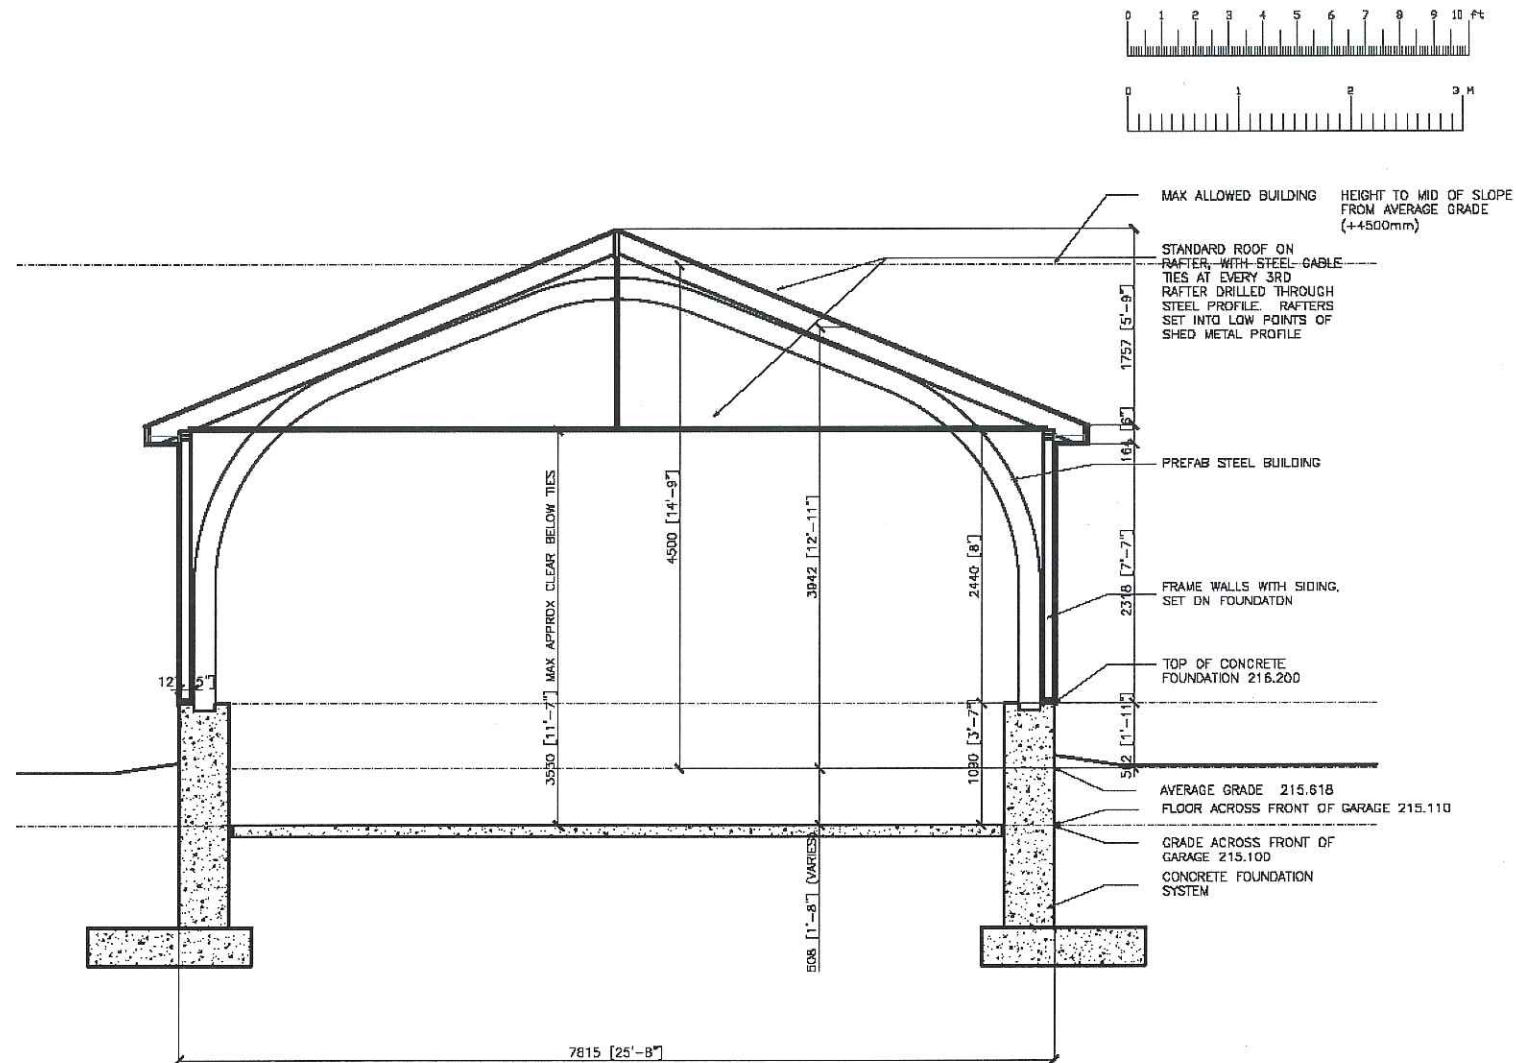 0 1 2 3 4 5 6 7 8 9 10 ft
0 1 2 3 M
MAX ALLOWED BUILDING HEIGHT TO MID OF SLOPE
FROM AVERAGE GRADE
(+4500mm)
STANDARD ROOF ON
RAFTER, WITH STEEL CABLE
TIES AT EVERY 3RD
RAFTER DRILLED THROUGH
STEEL PROFILE. RAFTERS
SET INTO LOW POINTS OF
SHED METAL PROFILE
1757 [5'-9"]
[6"]
PREFAB STEEL BUILDING
3530 [11'-7"] MAX APPROX CLEAR BELOW TIES
4500 [14'-9"]
3942 [12'-11"]
2440 [8']
2318 [7'-7"]
FRAME WALLS WITH SIDING,
SET ON FOUNDATON
TOP OF CONCRETE
FOUNDATION 216.200
1090 [3'-7"]
[1'-11"]
AVERAGE GRADE 215.618
FLOOR ACROSS FRONT OF GARAGE 215.110
GRADE ACROSS FRONT OF
GARAGE 215.100
CONCRETE FOUNDATION
SYSTEM
508 [1'-8"] (VARIES)
7815 [25'-8"]